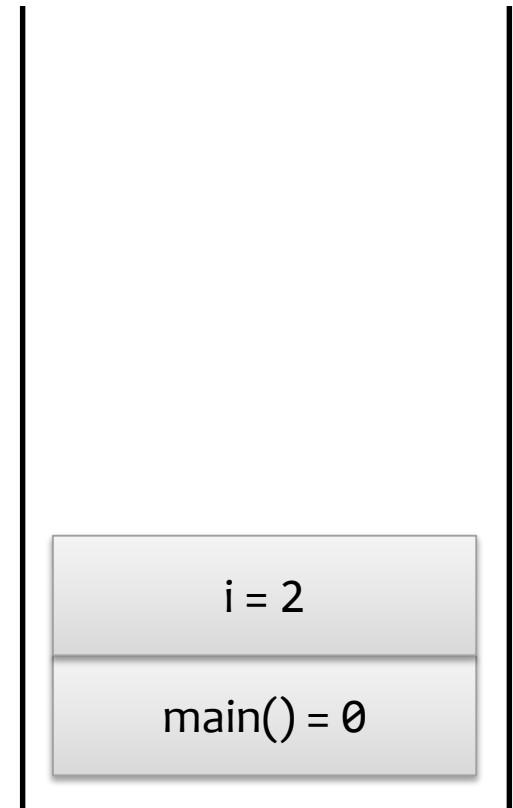 i = 2
main() = 0